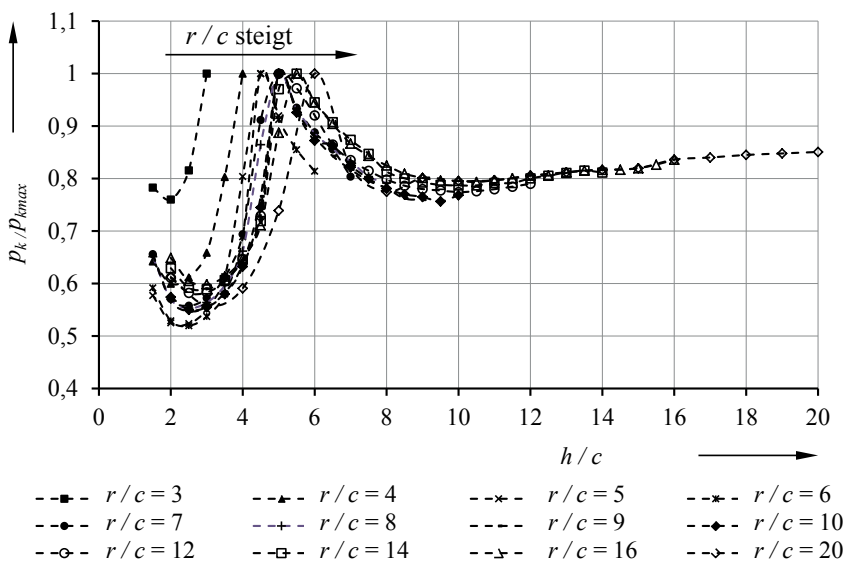 1,1
r / c steigt
1
0,9
0,8
0,7
0,6
0,5
0,4
p_k/p_kmax
0 2 4 6 8 10 12 14 16 18 20
h / c
r / c = 3 r / c = 4 r / c = 5 r / c = 6
r / c = 7 r / c = 8 r / c = 9 r / c = 10
r / c = 12 r / c = 14 r / c = 16 r / c = 20